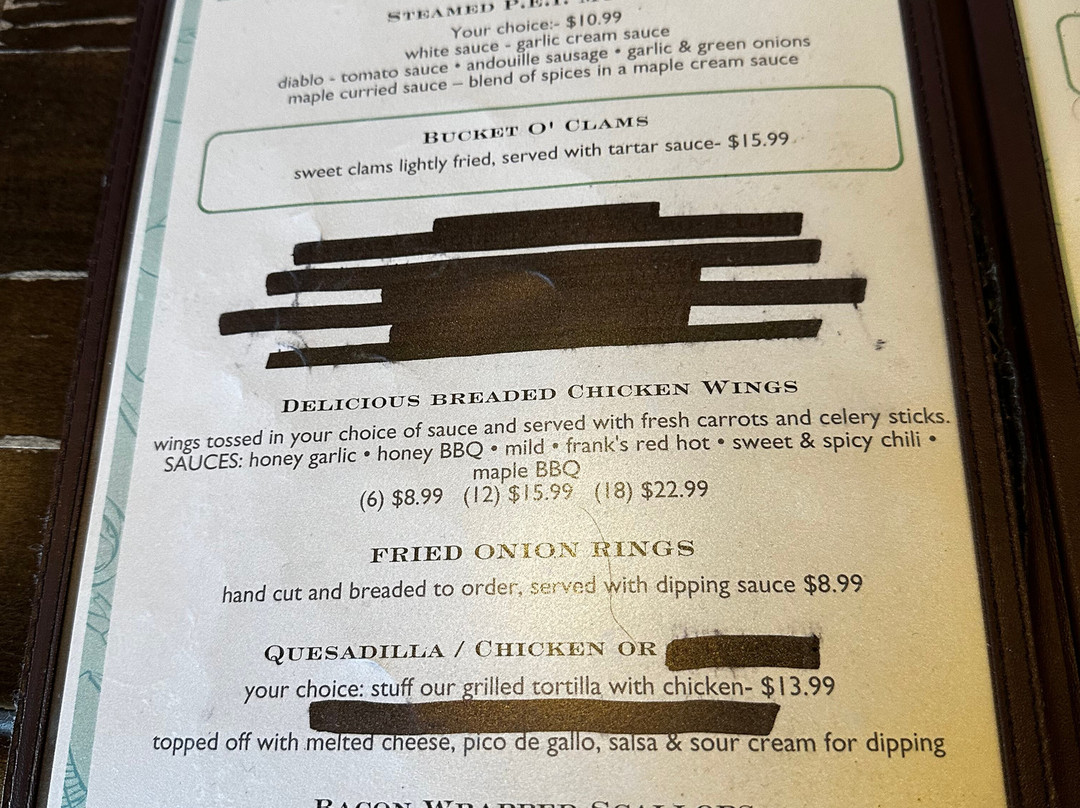 STEAMED P.E.I.
Your choice:- $10.99
white sauce - garlic cream sauce
diablo - tomato sauce • andouille sausage • garlic & green onions
maple curried sauce – blend of spices in a maple cream sauce
BUCKET O' CLAMS
sweet clams lightly fried, served with tartar sauce- $15.99
DELICIOUS BREADED CHICKEN WINGS
wings tossed in your choice of sauce and served with fresh carrots and celery sticks.
SAUCES: honey garlic • honey BBQ • mild • frank's red hot • sweet & spicy chili •
maple BBQ
(6) $8.99 (12) $15.99 (18) $22.99
FRIED ONION RINGS
hand cut and breaded to order, served with dipping sauce $8.99
QUESADILLA / CHICKEN OR
your choice: stuff our grilled tortilla with chicken- $13.99
topped off with melted cheese, pico de gallo, salsa & sour cream for dipping
BACON WRAPPED SCALLOPS